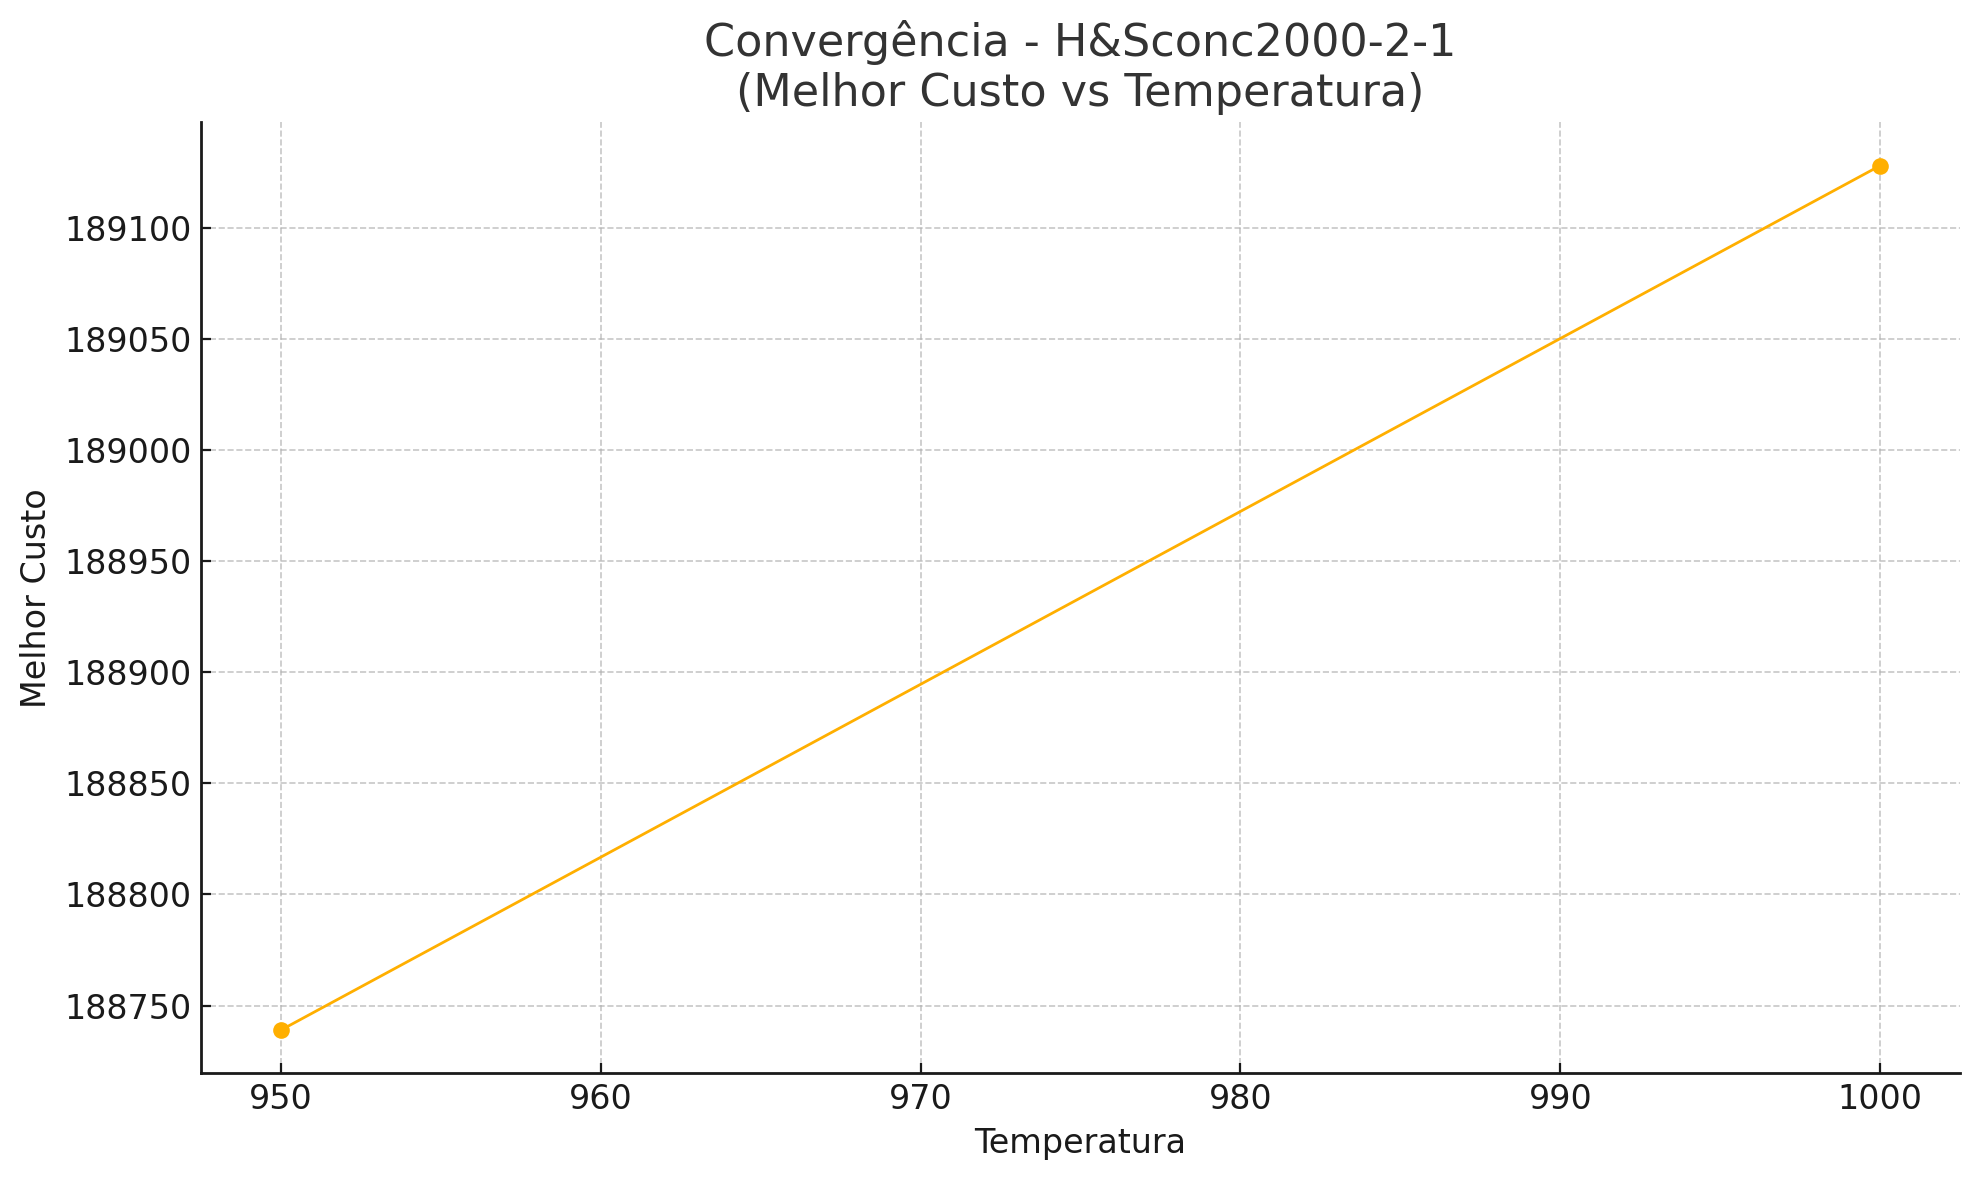 Convergência - H&Sconc2000-2-1
(Melhor Custo vs Temperatura)
Melhor Custo
189100
189050
189000
188950
188900
188850
188800
188750
950 960 970 980 990 1000
Temperatura